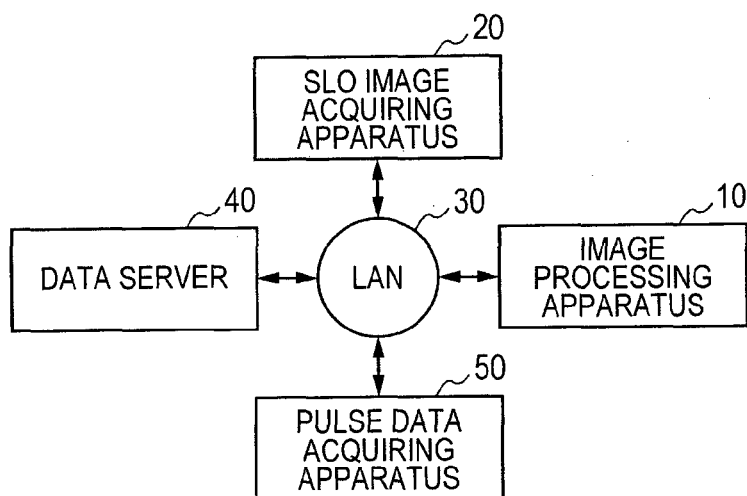 20
SLO IMAGE
ACQUIRING
APPARATUS
40
DATA SERVER
30
LAN
10
IMAGE
PROCESSING
APPARATUS
50
PULSE DATA
ACQUIRING
APPARATUS